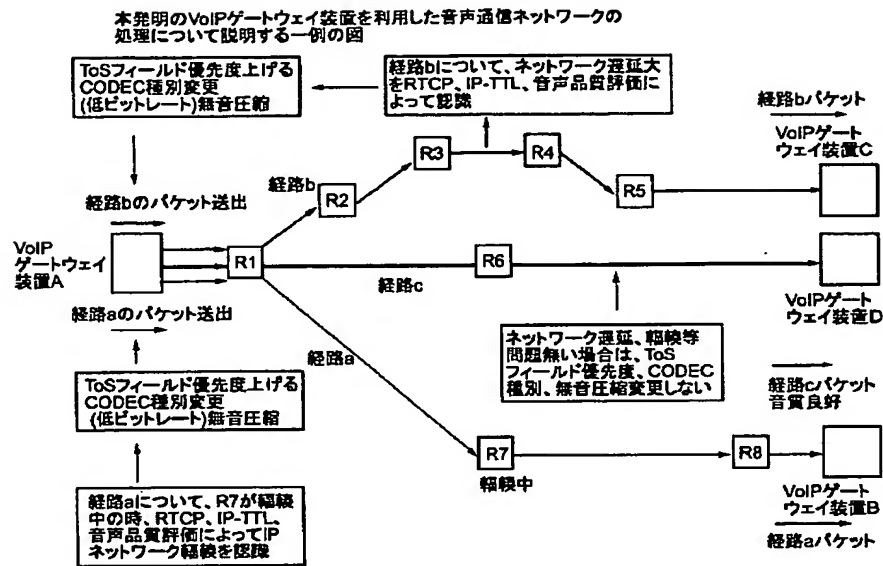 本発明のVoIPゲートウェイ装置を利用した音声通信ネットワークの
処理について説明する一例の図
ToSフィールド優先度上げる
CODEC種別変更
(低ビットレート)無音圧縮
経路bについて、ネットワーク遅延大
をRTCP、IP-TTL、音声品質評価に
よって認識
経路bパケット
VoIPゲート
ウェイ装置C
R3
R4
R2
R5
経路b
経路bのパケット送出
VoIP
ゲートウェイ
装置A
R1
R6
経路c
VoIPゲート
ウェイ装置D
経路aのパケット送出
経路a
ネットワーク遅延、輻輳等
問題無い場合は、ToS
フィールド優先度、CODEC
種別、無音圧縮変更しない
ToSフィールド優先度上げる
CODEC種別変更
(低ビットレート)無音圧縮
経路cパケット
音質良好
R7
輻輳中
R8
VoIPゲート
ウェイ装置B
経路aパケット
経路aについて、R7が輻輳
中の時、RTCP、IP-TTL、
音声品質評価によってIP
ネットワーク輻輳を認識